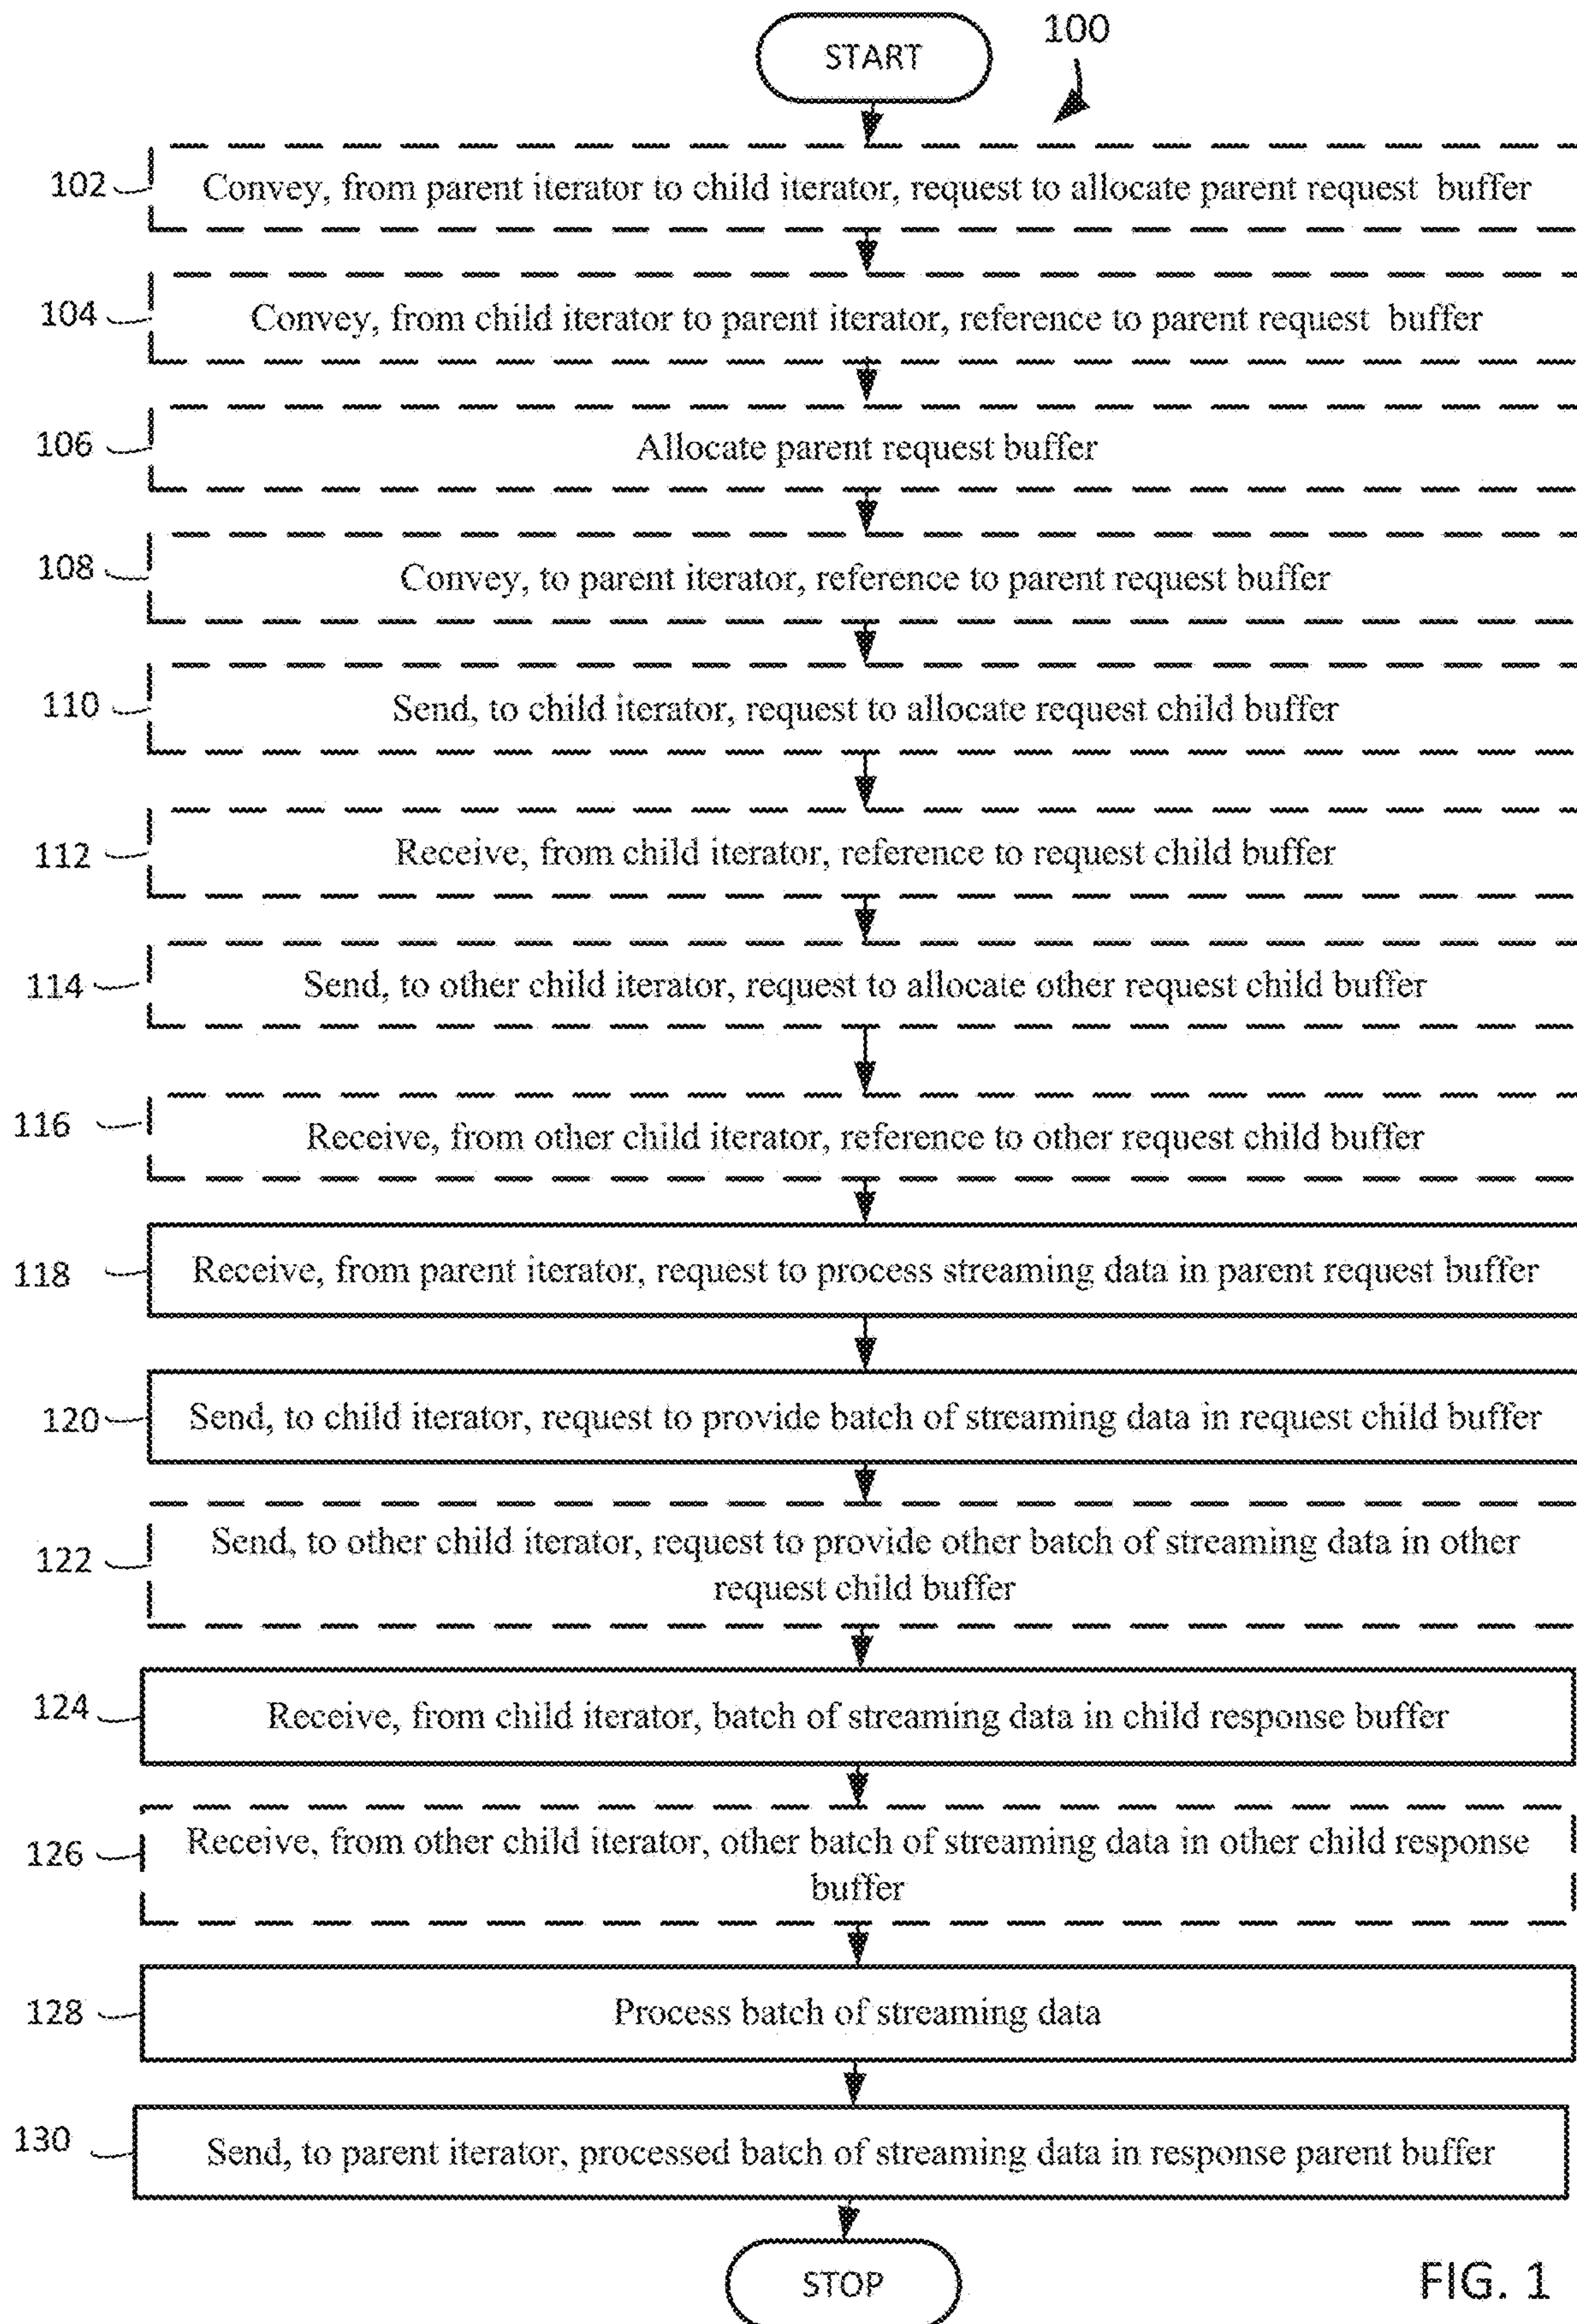 START
100
102
Convey, from parent iterator to child iterator, request to allocate parent request buffer
104
Convey, from child iterator to parent iterator, reference to parent request buffer
106
Allocate parent request buffer
108
Convey, to parent iterator, reference to parent request buffer
110
Send, to child iterator, request to allocate request child buffer
112
Receive, from child iterator, reference to request child buffer
114
Send, to other child iterator, request to allocate other request child buffer
116
Receive, from other child iterator, reference to other request child buffer
118
Receive, from parent iterator, request to process streaming data in parent request buffer
120
Send, to child iterator, request to provide batch of streaming data in request child buffer
122
Send, to other child iterator, request to provide other batch of streaming data in other
request child buffer
124
Receive, from child iterator, batch of streaming data in child response buffer
126
Receive, from other child iterator, other batch of streaming data in other child response
buffer
128
Process batch of streaming data
130
Send, to parent iterator, processed batch of streaming data in response parent buffer
STOP
FIG. 1